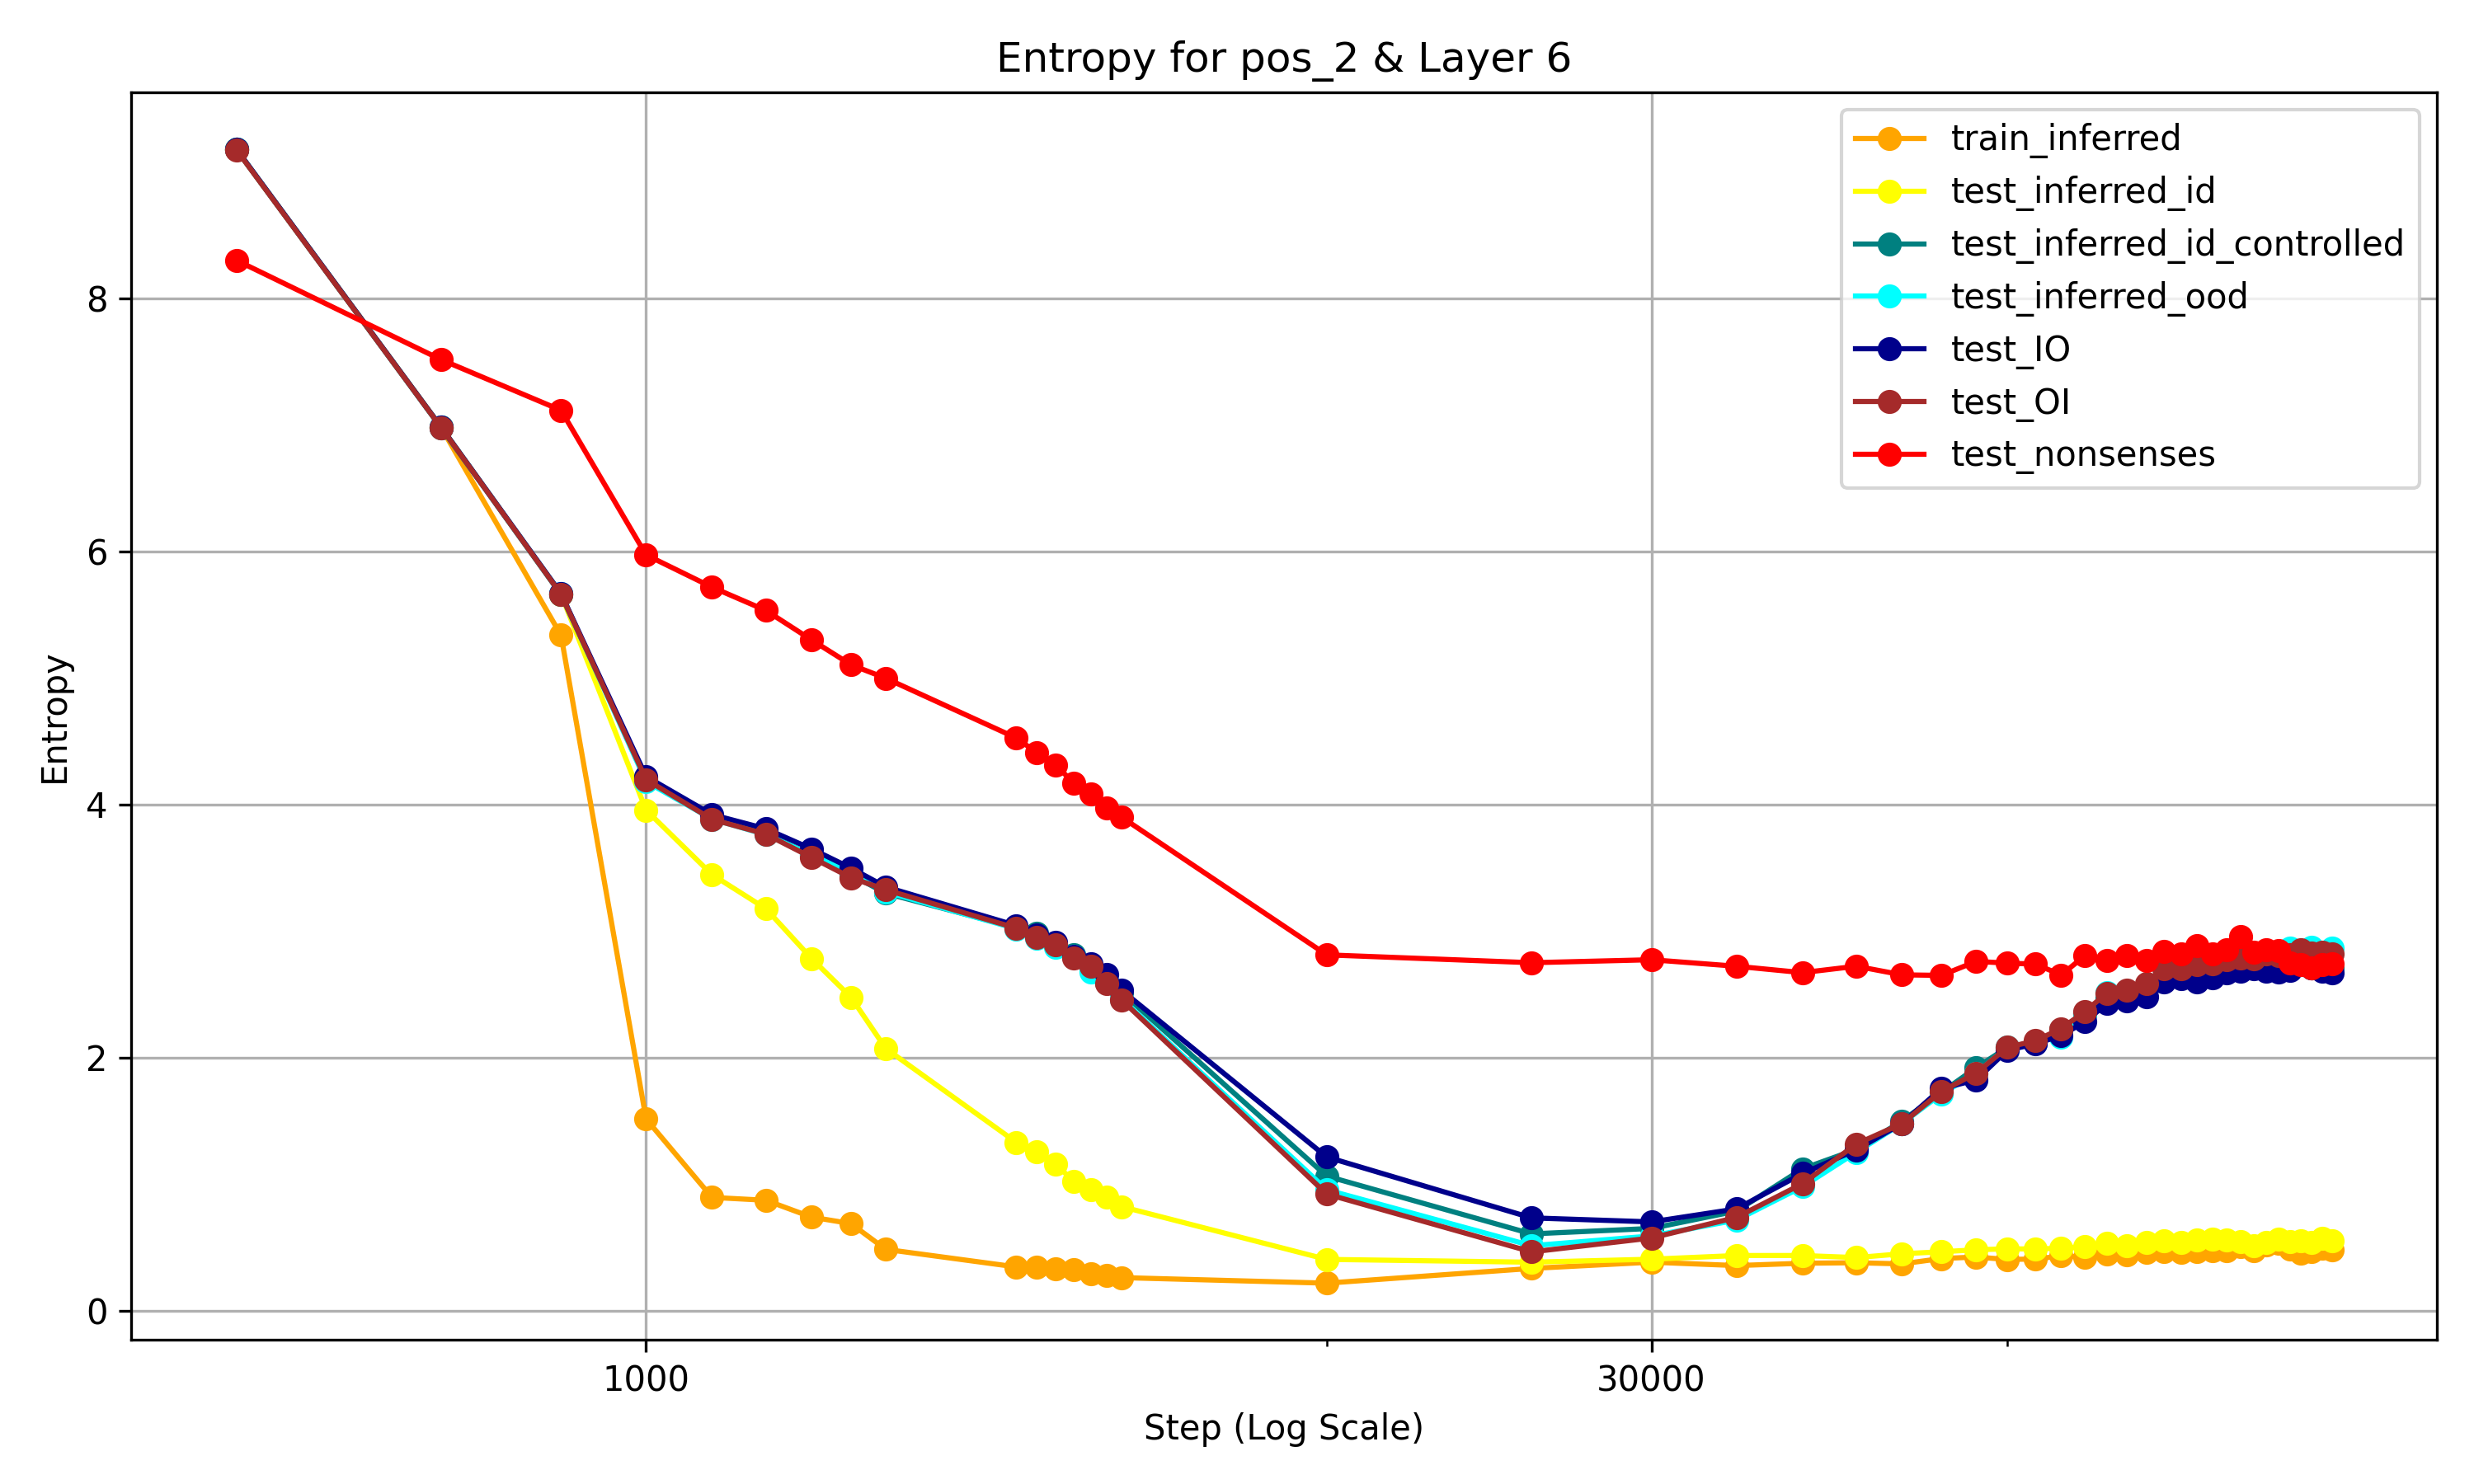 Entropy for pos_2 & Layer 6
train_inferred
test_inferred_id
test_inferred_id_controlled
test_inferred_ood
test_IO
test_OI
test_nonsenses
Entropy
8
6
4
2
0
1000
30000
Step (Log Scale)